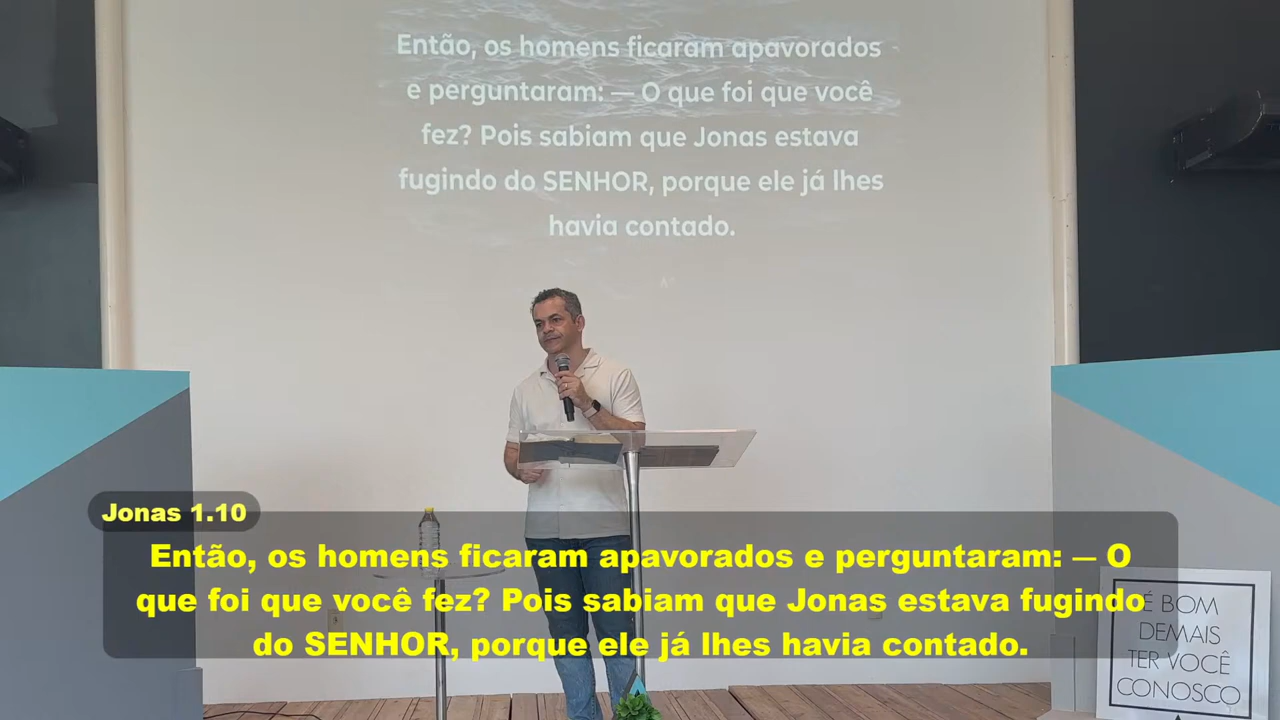 Então, os homens ficaram apavorados
e perguntaram: — O que foi que você
fez? Pois sabiam que Jonas estava
fugindo do SENHOR, porque ele já lhes
havia contado.
Jonas 1.10
Então, os homens ficaram apavorados e perguntaram: — O
que foi que você fez? Pois sabiam que Jonas estava fugindo
do SENHOR, porque ele já lhes havia contado.
É BOM
DEMAIS
TER VOCÊ
CONOSCO